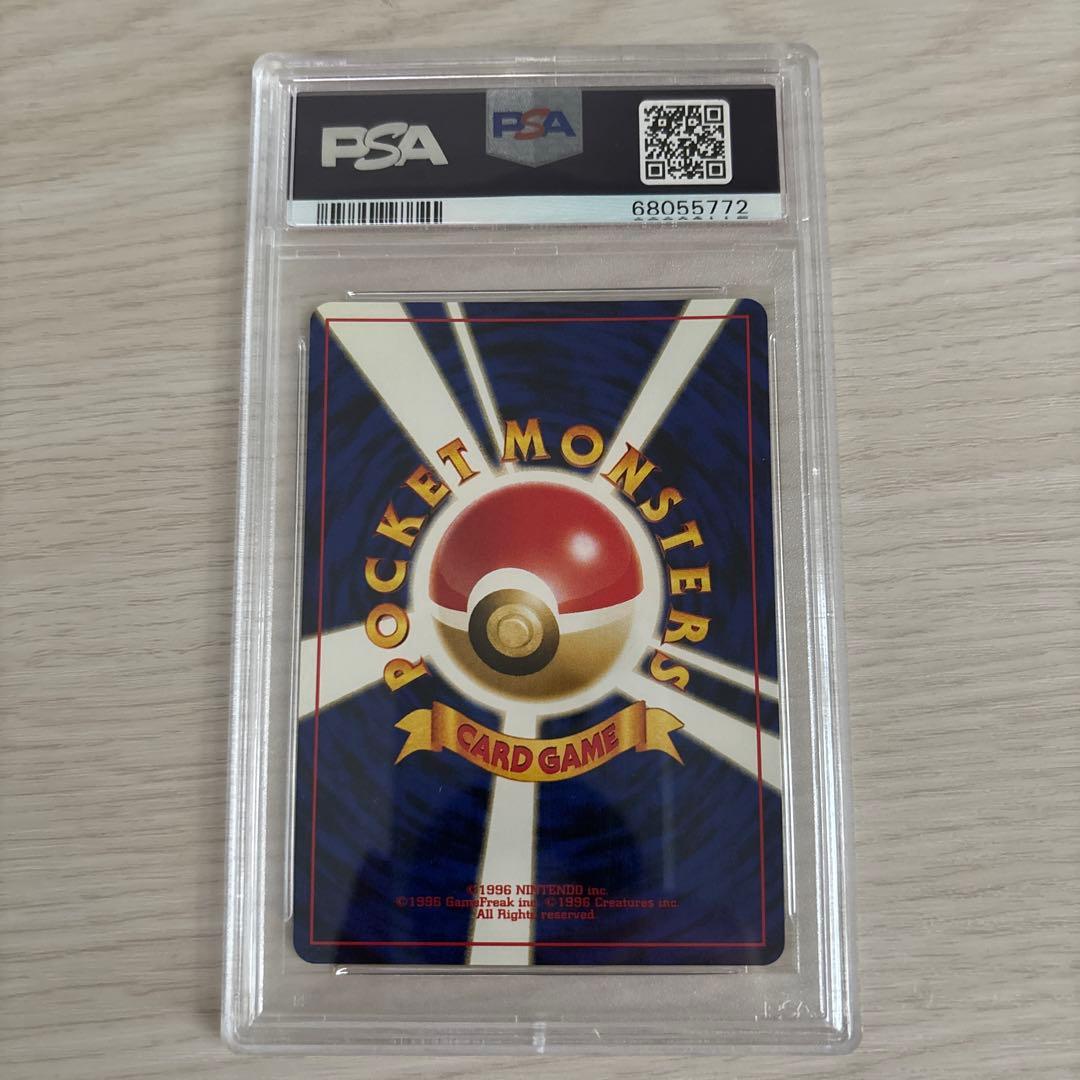 PSA
PSA
68055772
POCKET MONSTERS
CARD GAME
©1996 NINTENDO inc.
©1996 GameFreak inc. ©1996 Creatures inc.
All Rights reserved.
PSA